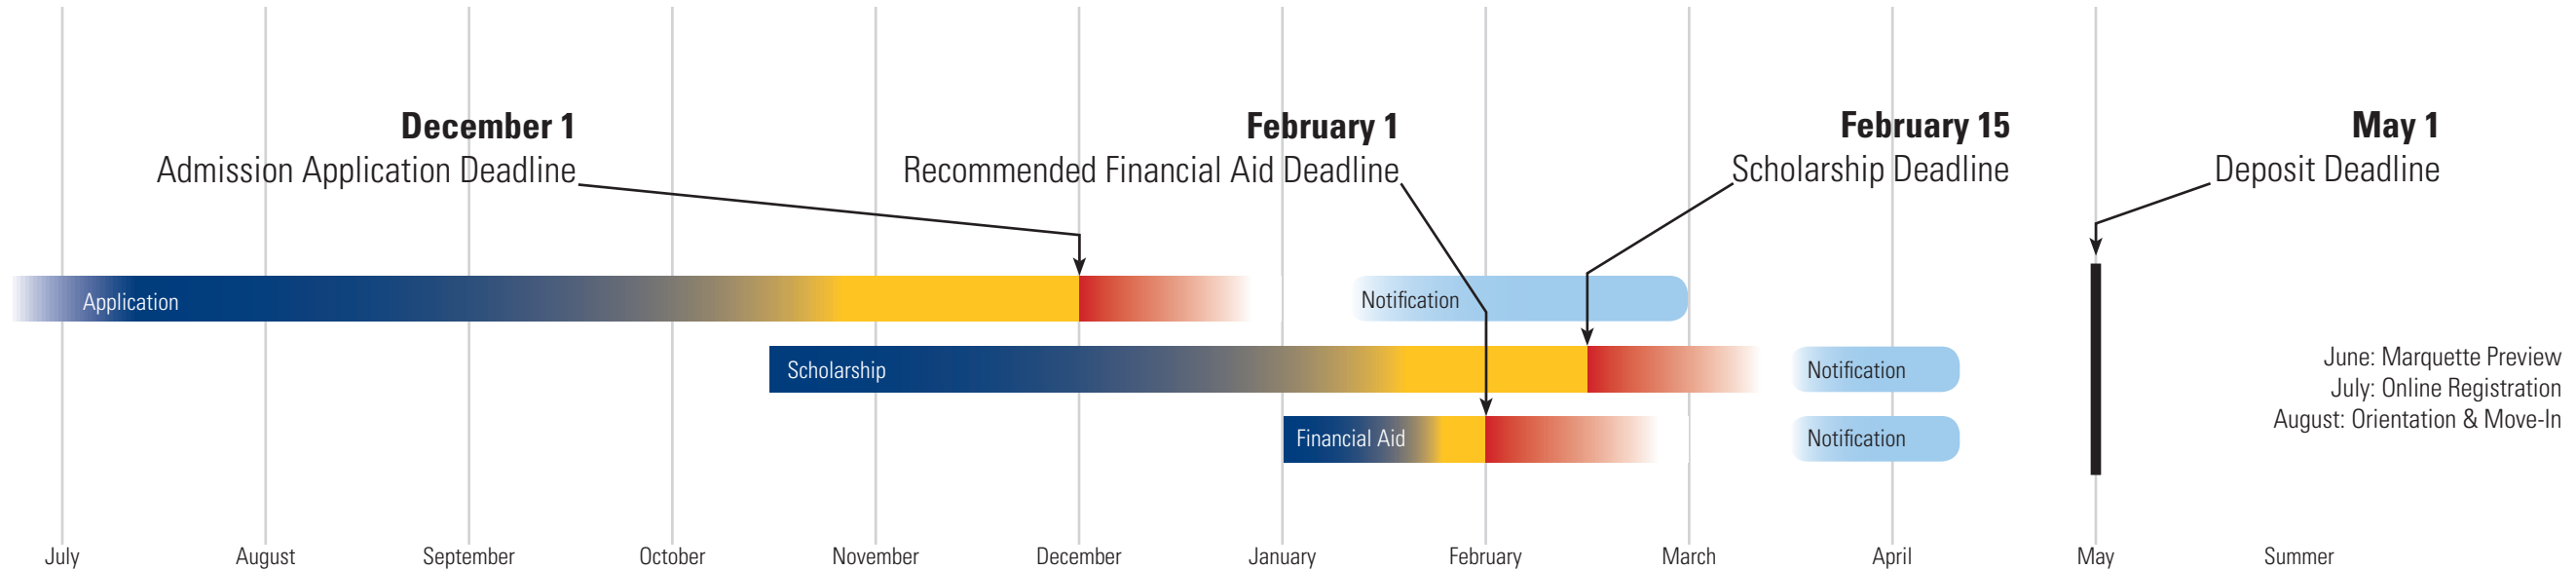 December 1
Admission Application Deadline
February 1
Recommended Financial Aid Deadline
February 15
Scholarship Deadline
May 1
Deposit Deadline
Application
Notification
Scholarship
Notification
Financial Aid
Notification
June: Marquette Preview
July: Online Registration
August: Orientation & Move-In
July August September October November December January February March April May Summer